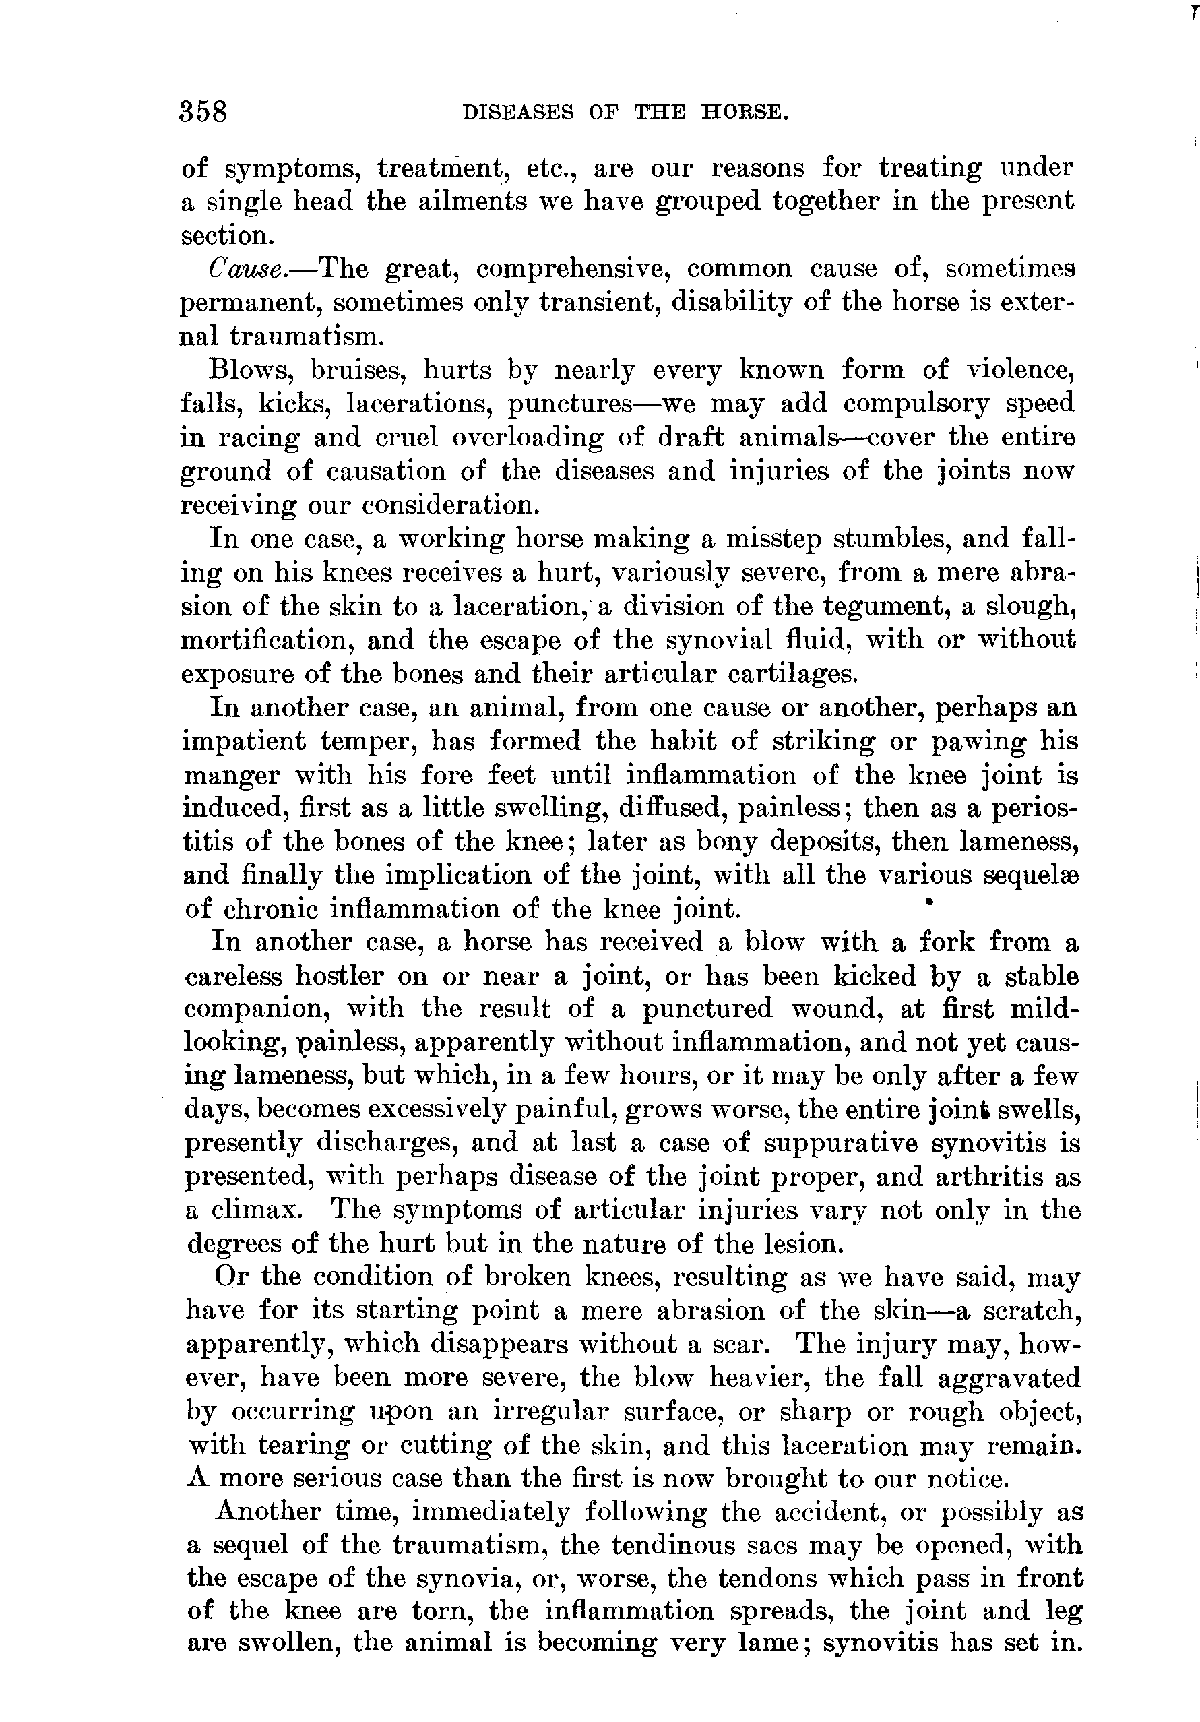 358 DISEASES OF THE HORSE.
of symptoms, treatment, etc., are our reasons for treating under
a single head the ailments we have grouped together in the present
section.
Cause.—The great, comprehensive, common cause of, sometimes
permanent, sometimes only transient, disability of the horse is exter-
nal traumatism.
Blows, bruises, hurts by nearly every known form of violence,
falls, kicks, lacerations, punctures—we may add compulsory speed
in racing and cruel overloading of draft animals—cover the entire
ground of causation of the diseases and injuries of the joints now
receiving our consideration.
In one case, a working horse making a misstep stumbles, and fall-
ing on his knees receives a hurt, variously severe, from a mere abra-
sion of the skin to a laceration, a division of the tegument, a slough,
mortification, and the escape of the synovial fluid, with or without
exposure of the bones and their articular cartilages.
In another case, an animal, from one cause or another, perhaps an
impatient temper, has formed the habit of striking or pawing his
manger with his fore feet until inflammation of the knee joint is
induced, first as a little swelling, diffused, painless; then as a perios-
titis of the bones of the knee; later as bony deposits, then lameness,
and finally the implication of the joint, with all the various sequelæ
of chronic inflammation of the knee joint.
In another case, a horse has received a blow with a fork from a
careless hostler on or near a joint, or has been kicked by a stable
companion, with the result of a punctured wound, at first mild-
looking, painless, apparently without inflammation, and not yet caus-
ing lameness, but which, in a few hours, or it may be only after a few
days, becomes excessively painful, grows worse, the entire joint swells,
presently discharges, and at last a case of suppurative synovitis is
presented, with perhaps disease of the joint proper, and arthritis as
a climax. The symptoms of articular injuries vary not only in the
degrees of the hurt but in the nature of the lesion.
Or the condition of broken knees, resulting as we have said, may
have for its starting point a mere abrasion of the skin—a scratch,
apparently, which disappears without a scar. The injury may, how-
ever, have been more severe, the blow heavier, the fall aggravated
by occurring upon an irregular surface, or sharp or rough object,
with tearing or cutting of the skin, and this laceration may remain.
A more serious case than the first is now brought to our notice.
Another time, immediately following the accident, or possibly as
a sequel of the traumatism, the tendinous sacs may be opened, with
the escape of the synovia, or, worse, the tendons which pass in front
of the knee are torn, the inflammation spreads, the joint and leg
are swollen, the animal is becoming very lame; synovitis has set in.